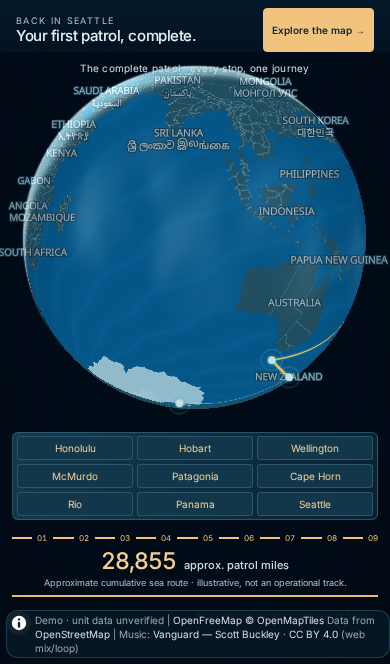 BACK IN SEATTLE
Your first patrol, complete.
Explore the map →
The complete patrol: every stop, one journey
PAKISTAN
پاکستان
MONGOLIA
МОНГОЛ УЛС
SAUDI ARABIA
السعودية
SOUTH KOREA
대한민국
ETHIOPIA
ኢትዮጵያ
SRI LANKA
ශ්‍රී ලංකාව இலங்கை
KENYA
PHILIPPINES
GABON
ANGOLA
INDONESIA
MOZAMBIQUE
SOUTH AFRICA
PAPUA NEW GUINEA
AUSTRALIA
NEW ZEALAND
Honolulu
Hobart
Wellington
McMurdo
Patagonia
Cape Horn
Rio
Panama
Seattle
01 02 03 04 05 06 07 08 09
28,855 approx. patrol miles
Approximate cumulative sea route · illustrative, not an operational track.
Demo · unit data unverified | OpenFreeMap © OpenMapTiles Data from
OpenStreetMap | Music: Vanguard — Scott Buckley · CC BY 4.0 (web
mix/loop)